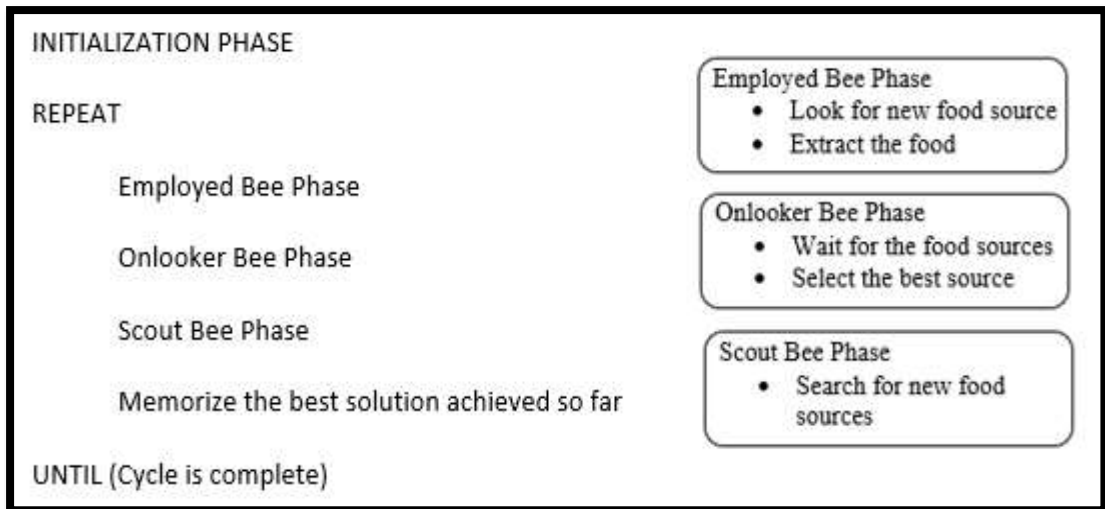 INITIALIZATION PHASE
REPEAT
Employed Bee Phase
Onlooker Bee Phase
Scout Bee Phase
Memorize the best solution achieved so far
UNTIL (Cycle is complete)
Employed Bee Phase
• Look for new food source
• Extract the food
Onlooker Bee Phase
• Wait for the food sources
• Select the best source
Scout Bee Phase
• Search for new food
sources